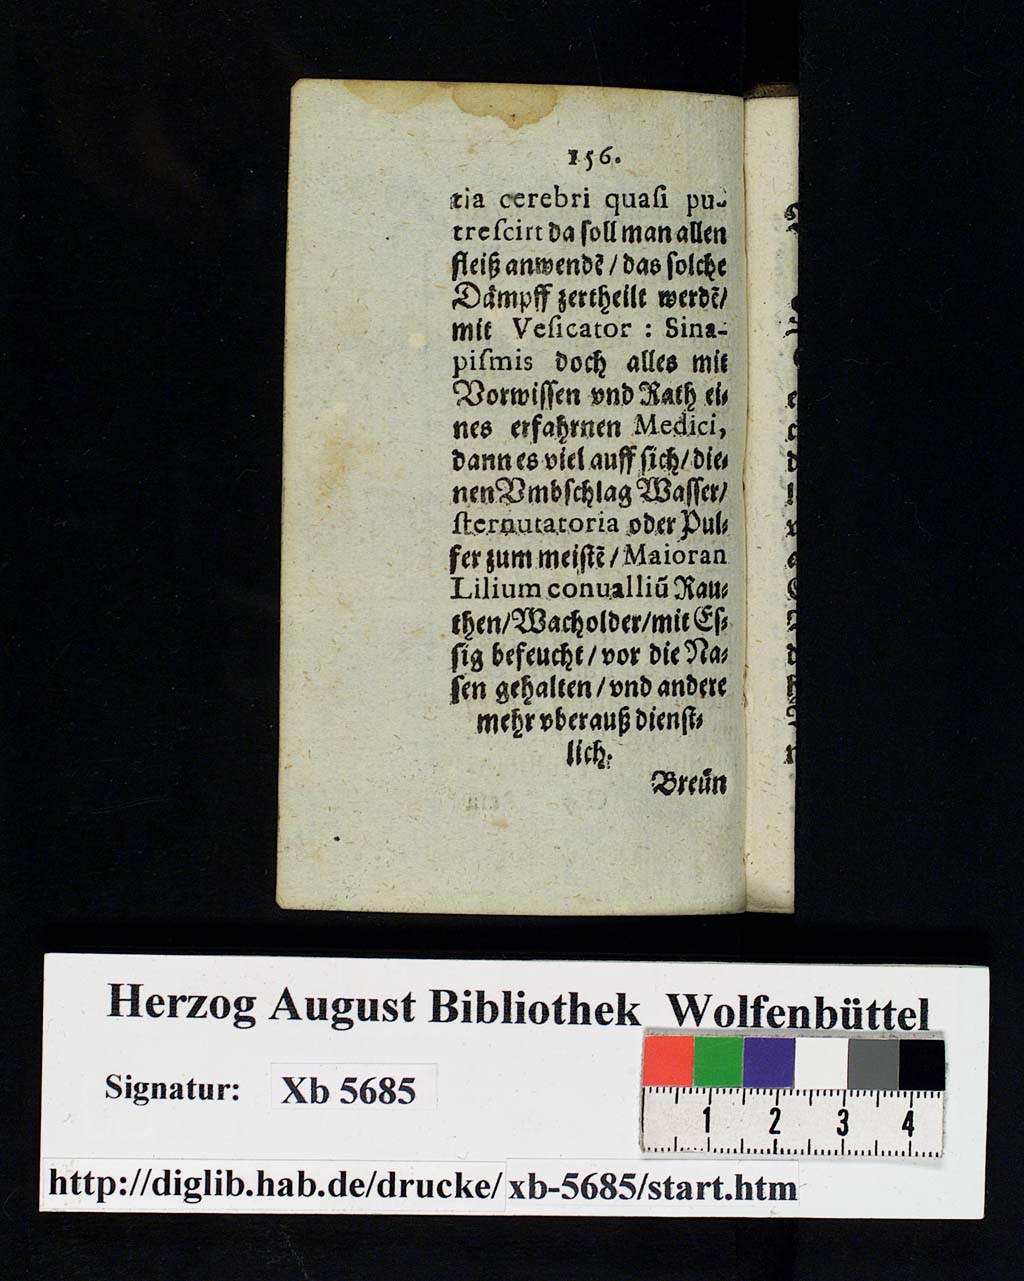 156.
tia cerebri quaſi pu-
treſcirt da ſoll man allen
fleiß anwendẽ / das ſolche
Daͤmpff zertheilt werdẽ/
mit Veſicator : Sina-
piſmis doch alles mit
Vorwiſſen vnd Rath ei-
nes erfahrnen Medici,
dann es viel auff ſich/ die-
nen Vmbſchlag Waſſer/
ſternutatoria oder Pul-
fer zum meiſtẽ / Maioran
Lilium conualliũ Rau-
then/ Wacholder/ mit Eſ-
ſig befeucht / vor die Na-
ſen gehalten / vnd andere
mehr vberauß dienſt-
lich.
Breuͤn
Herzog August Bibliothek Wolfenbüttel
Signatur: Xb 5685
1 2 3 4
http://diglib.hab.de/drucke/ xb-5685/start.htm